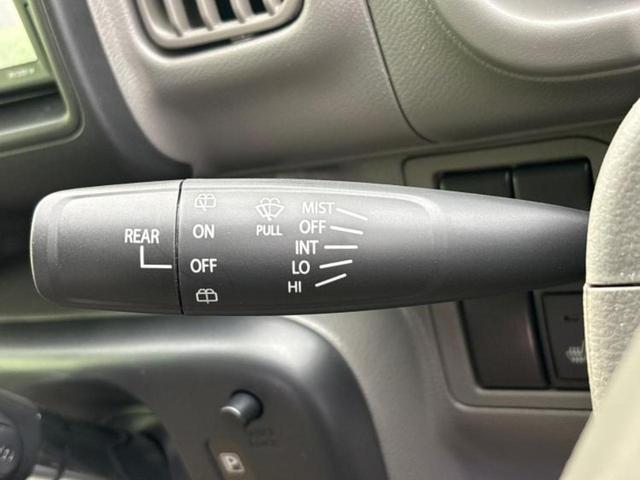 REAR
ON
OFF
PULL
MIST
OFF
INT
LO
HI
P